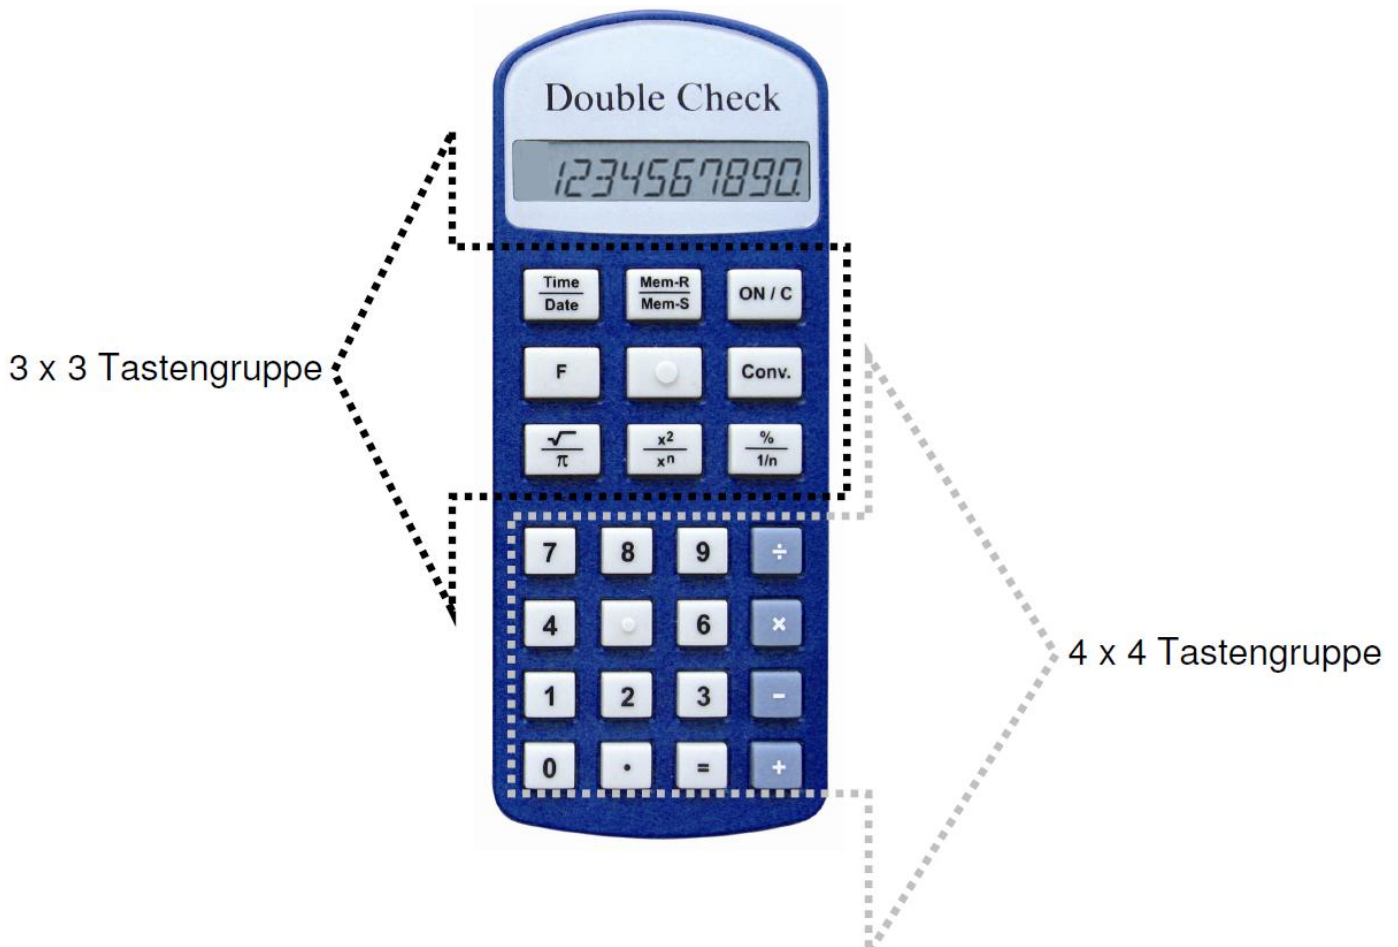 Double Check
1234567890.
Time Mem-R ON / C
Date Mem-S
F Conv.
√ x² %
π xⁿ 1/n
3 x 3 Tastengruppe
7 8 9 ÷
4 6 ×
1 2 3 -
0 . = +
4 x 4 Tastengruppe